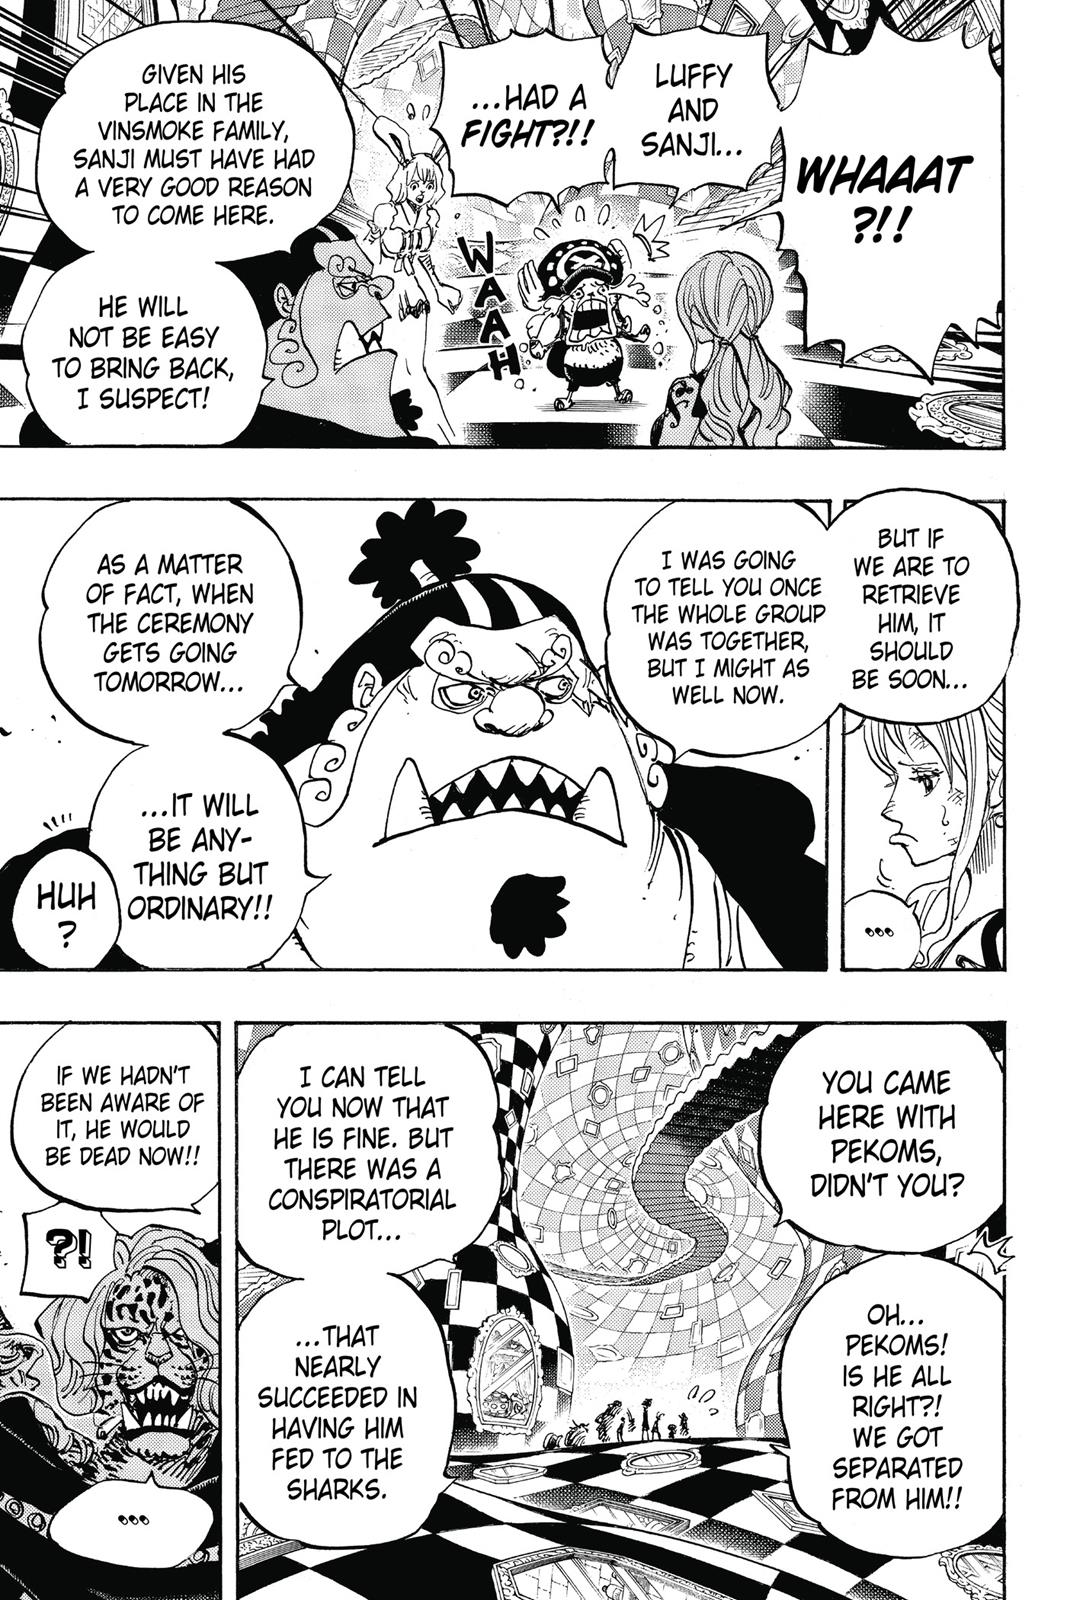 WHAAAT
?!!
LUFFY
AND
SANJI...
...HAD A
FIGHT?!!
WAAAH
GIVEN HIS
PLACE IN THE
VINSMOKE FAMILY,
SANJI MUST HAVE HAD
A VERY GOOD REASON
TO COME HERE.
HE WILL
NOT BE EASY
TO BRING BACK,
I SUSPECT!
BUT IF
WE ARE TO
RETRIEVE
HIM, IT
SHOULD
BE SOON...
...
I WAS GOING
TO TELL YOU ONCE
THE WHOLE GROUP
WAS TOGETHER,
BUT I MIGHT AS
WELL NOW.
AS A MATTER
OF FACT, WHEN
THE CEREMONY
GETS GOING
TOMORROW...
...IT WILL
BE ANY-
THING BUT
ORDINARY!!
HUH
?
YOU CAME
HERE WITH
PEKOMS,
DIDN'T YOU?
OH...
PEKOMS!
IS HE ALL
RIGHT?!
WE GOT
SEPARATED
FROM HIM!!
I CAN TELL
YOU NOW THAT
HE IS FINE. BUT
THERE WAS A
CONSPIRATORIAL
PLOT...
...THAT
NEARLY
SUCCEEDED IN
HAVING HIM
FED TO THE
SHARKS.
IF WE HADN'T
BEEN AWARE OF
IT, HE WOULD
BE DEAD NOW!!
?!
...